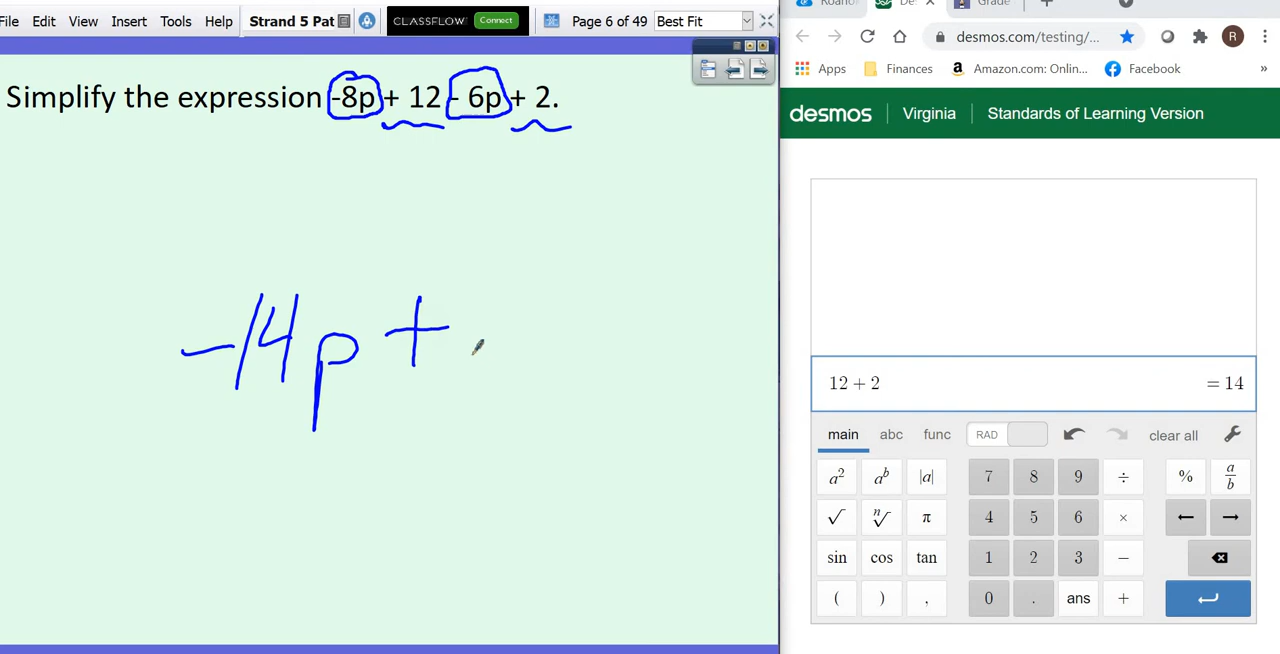 File Edit View Insert Tools Help Strand 5 Pat CLASSFLOW Connect Page 6 of 49 Best Fit
Simplify the expression -8p + 12 - 6p + 2.
-14p +
Grade
desmos.com/testing/... R
Apps Finances a Amazon.com: Onlin... Facebook »
desmos Virginia Standards of Learning Version
12 + 2 = 14
main abc func RAD clear all
a² aᵇ |a| 7 8 9 ÷ % a/b
√ ⁿ√ π 4 5 6 × ← →
sin cos tan 1 2 3 −
( ) , 0 . ans +